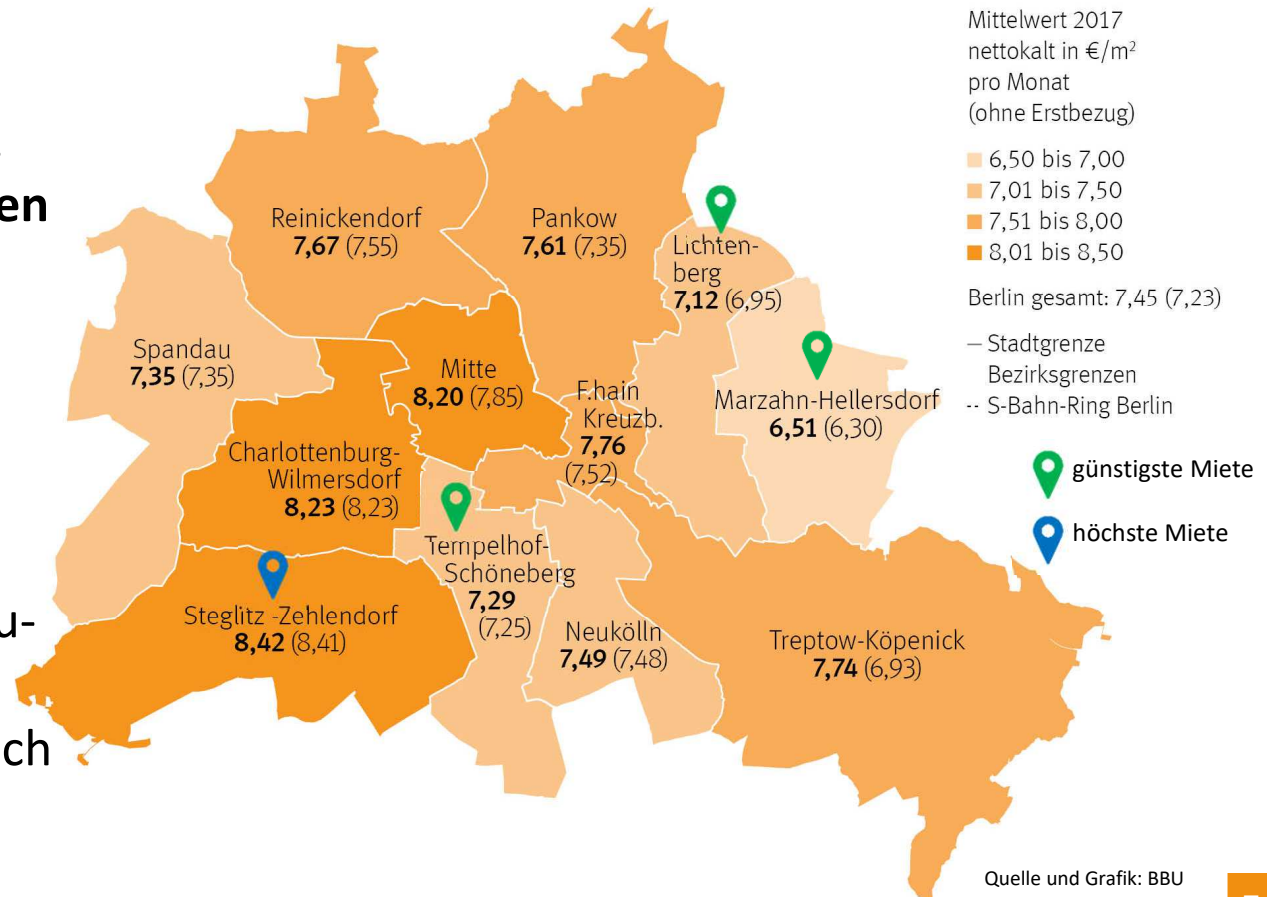 en
u-
ch
Reinickendorf
7,67 (7,55)
Pankow
7,61 (7,35)
Lichten-
berg
7,12 (6,95)
Spandau
7,35 (7,35)
Mitte
8,20 (7,85)
F.hain
Kreuzb.
7,76
(7,52)
Marzahn-Hellersdorf
6,51 (6,30)
Charlottenburg-
Wilmersdorf
8,23 (8,23)
Tempelhof-
Schöneberg
7,29
(7,25)
Steglitz -Zehlendorf
8,42 (8,41)
Neukölln
7,49 (7,48)
Treptow-Köpenick
7,74 (6,93)
Mittelwert 2017
nettokalt in €/m²
pro Monat
(ohne Erstbezug)
6,50 bis 7,00
7,01 bis 7,50
7,51 bis 8,00
8,01 bis 8,50
Berlin gesamt: 7,45 (7,23)
– Stadtgrenze
Bezirksgrenzen
-- S-Bahn-Ring Berlin
günstigste Miete
höchste Miete
Quelle und Grafik: BBU